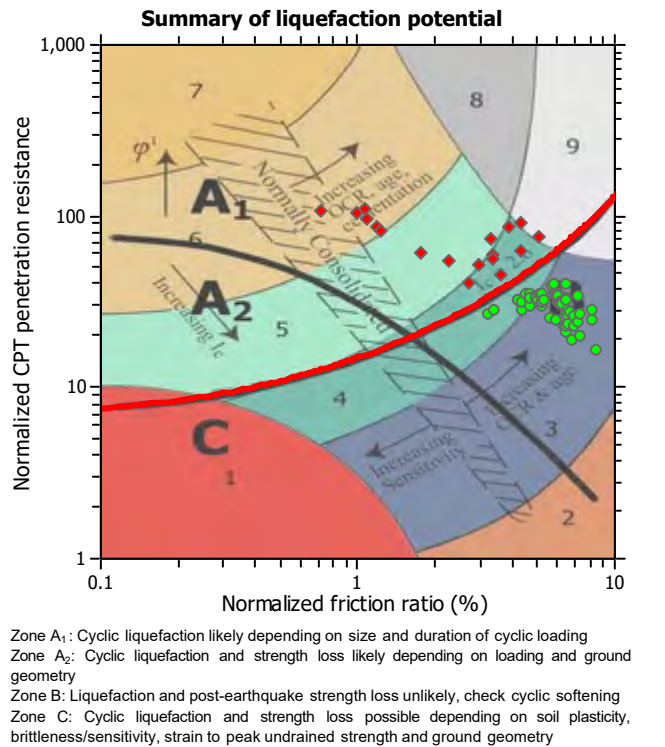 Summary of liquefaction potential
1,000
7
8
9
φ'
Increasing
OCR, age,
cementation
Normally Consolidated
A1
100
6
A2
Increasing Ic
5
Ic = 2.6
Normalized CPT penetration resistance
10
4
Increasing
OCR & age
3
C
1
Increasing
Sensitivity
2
1
0.1
1
10
Normalized friction ratio (%)
Zone A1: Cyclic liquefaction likely depending on size and duration of cyclic loading
Zone A2: Cyclic liquefaction and strength loss likely depending on loading and ground
geometry
Zone B: Liquefaction and post-earthquake strength loss unlikely, check cyclic softening
Zone C: Cyclic liquefaction and strength loss possible depending on soil plasticity,
brittleness/sensitivity, strain to peak undrained strength and ground geometry